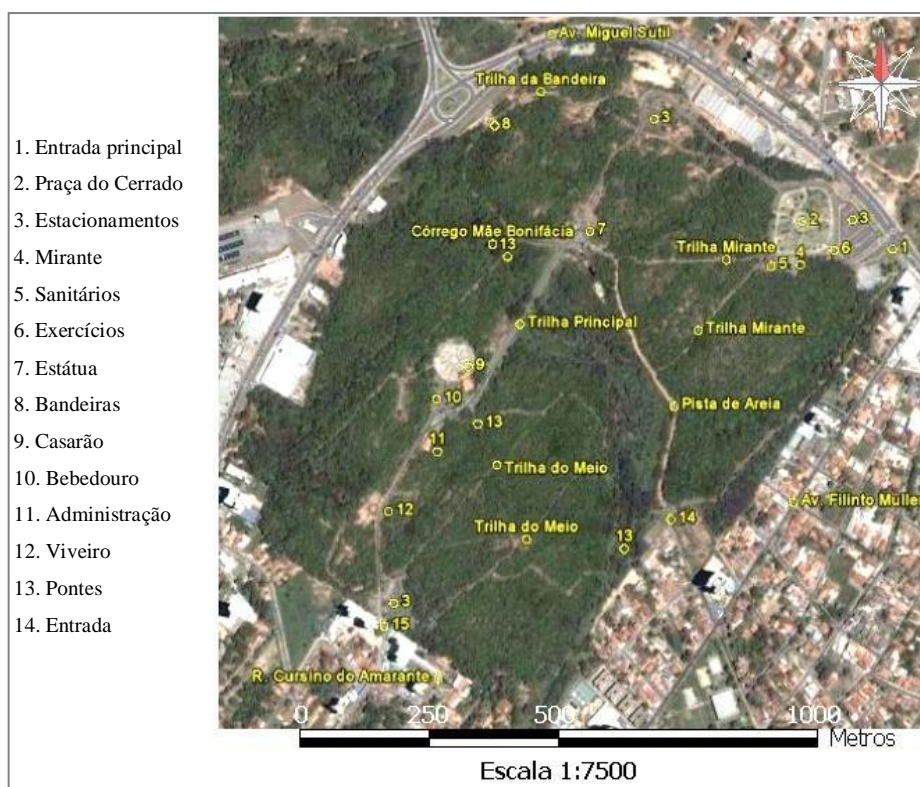 1. Entrada principal
2. Praça do Cerrado
3. Estacionamentos
4. Mirante
5. Sanitários
6. Exercícios
7. Estátua
8. Bandeiras
9. Casarão
10. Bebedouro
11. Administração
12. Viveiro
13. Pontes
14. Entrada
Av. Miguel Sutil
Trilha da Bandeira
8
3
2
3
Córrego Mãe Bonifácia
7
13
Trilha Mirante
6
1
5
4
Trilha Principal
Trilha Mirante
9
10
Pista de Areia
13
11
Trilha do Meio
Av. Filinto Müller
12
14
Trilha do Meio
13
3
15
R. Cursino do Amarante
0 250 500 1000
Metros
Escala 1:7500